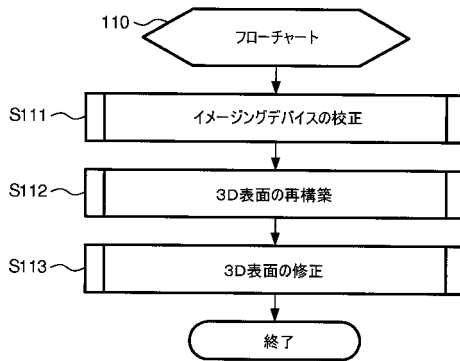 110
フローチャート
S111
イメージングデバイスの校正
S112
3D表面の再構築
S113
3D表面の修正
終了